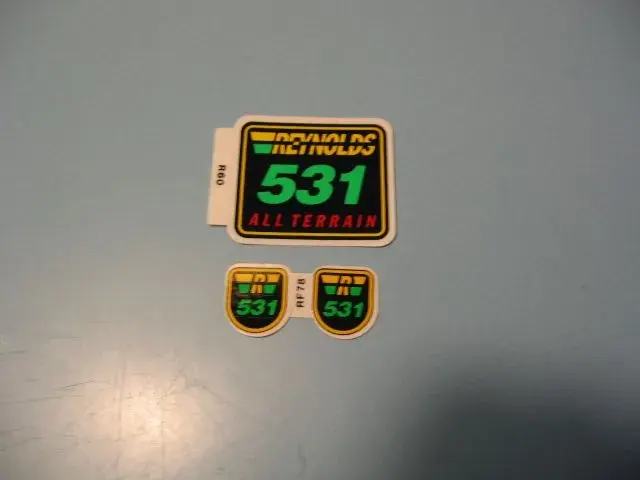 REYNOLDS
531
ALL TERRAIN
R60
R
531
RF78
R
531